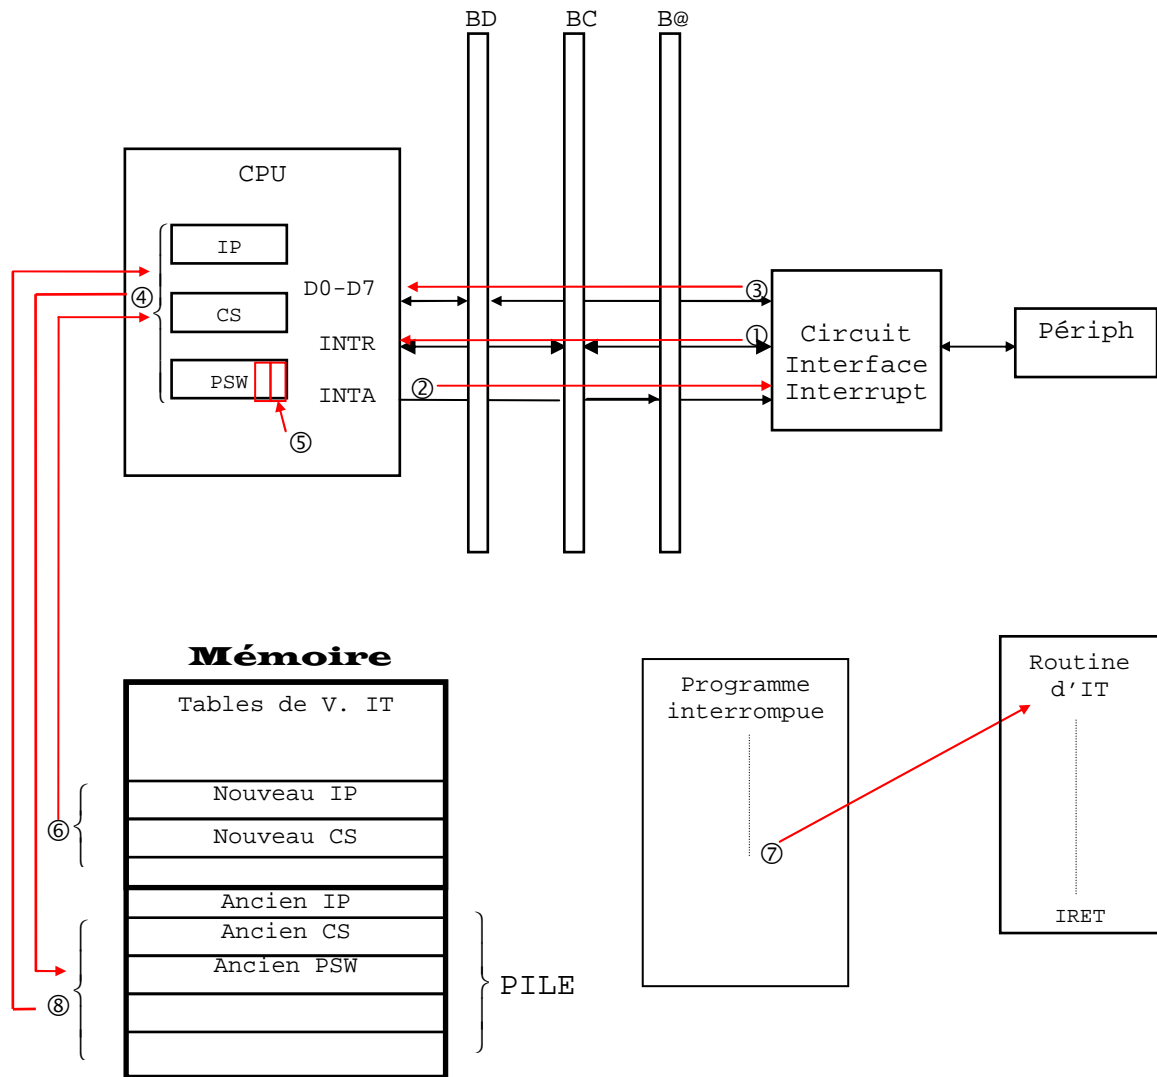 BD BC B@
CPU
IP
④
D0-D7
③
CS
①
INTR
Circuit
Interface
Interrupt
Périph
PSW
INTA
②
⑤
Mémoire
Tables de V. IT
Nouveau IP
⑥
Nouveau CS
Ancien IP
Ancien CS
Ancien PSW
PILE
⑧
Programme
interrompue
⑦
Routine
d'IT
IRET